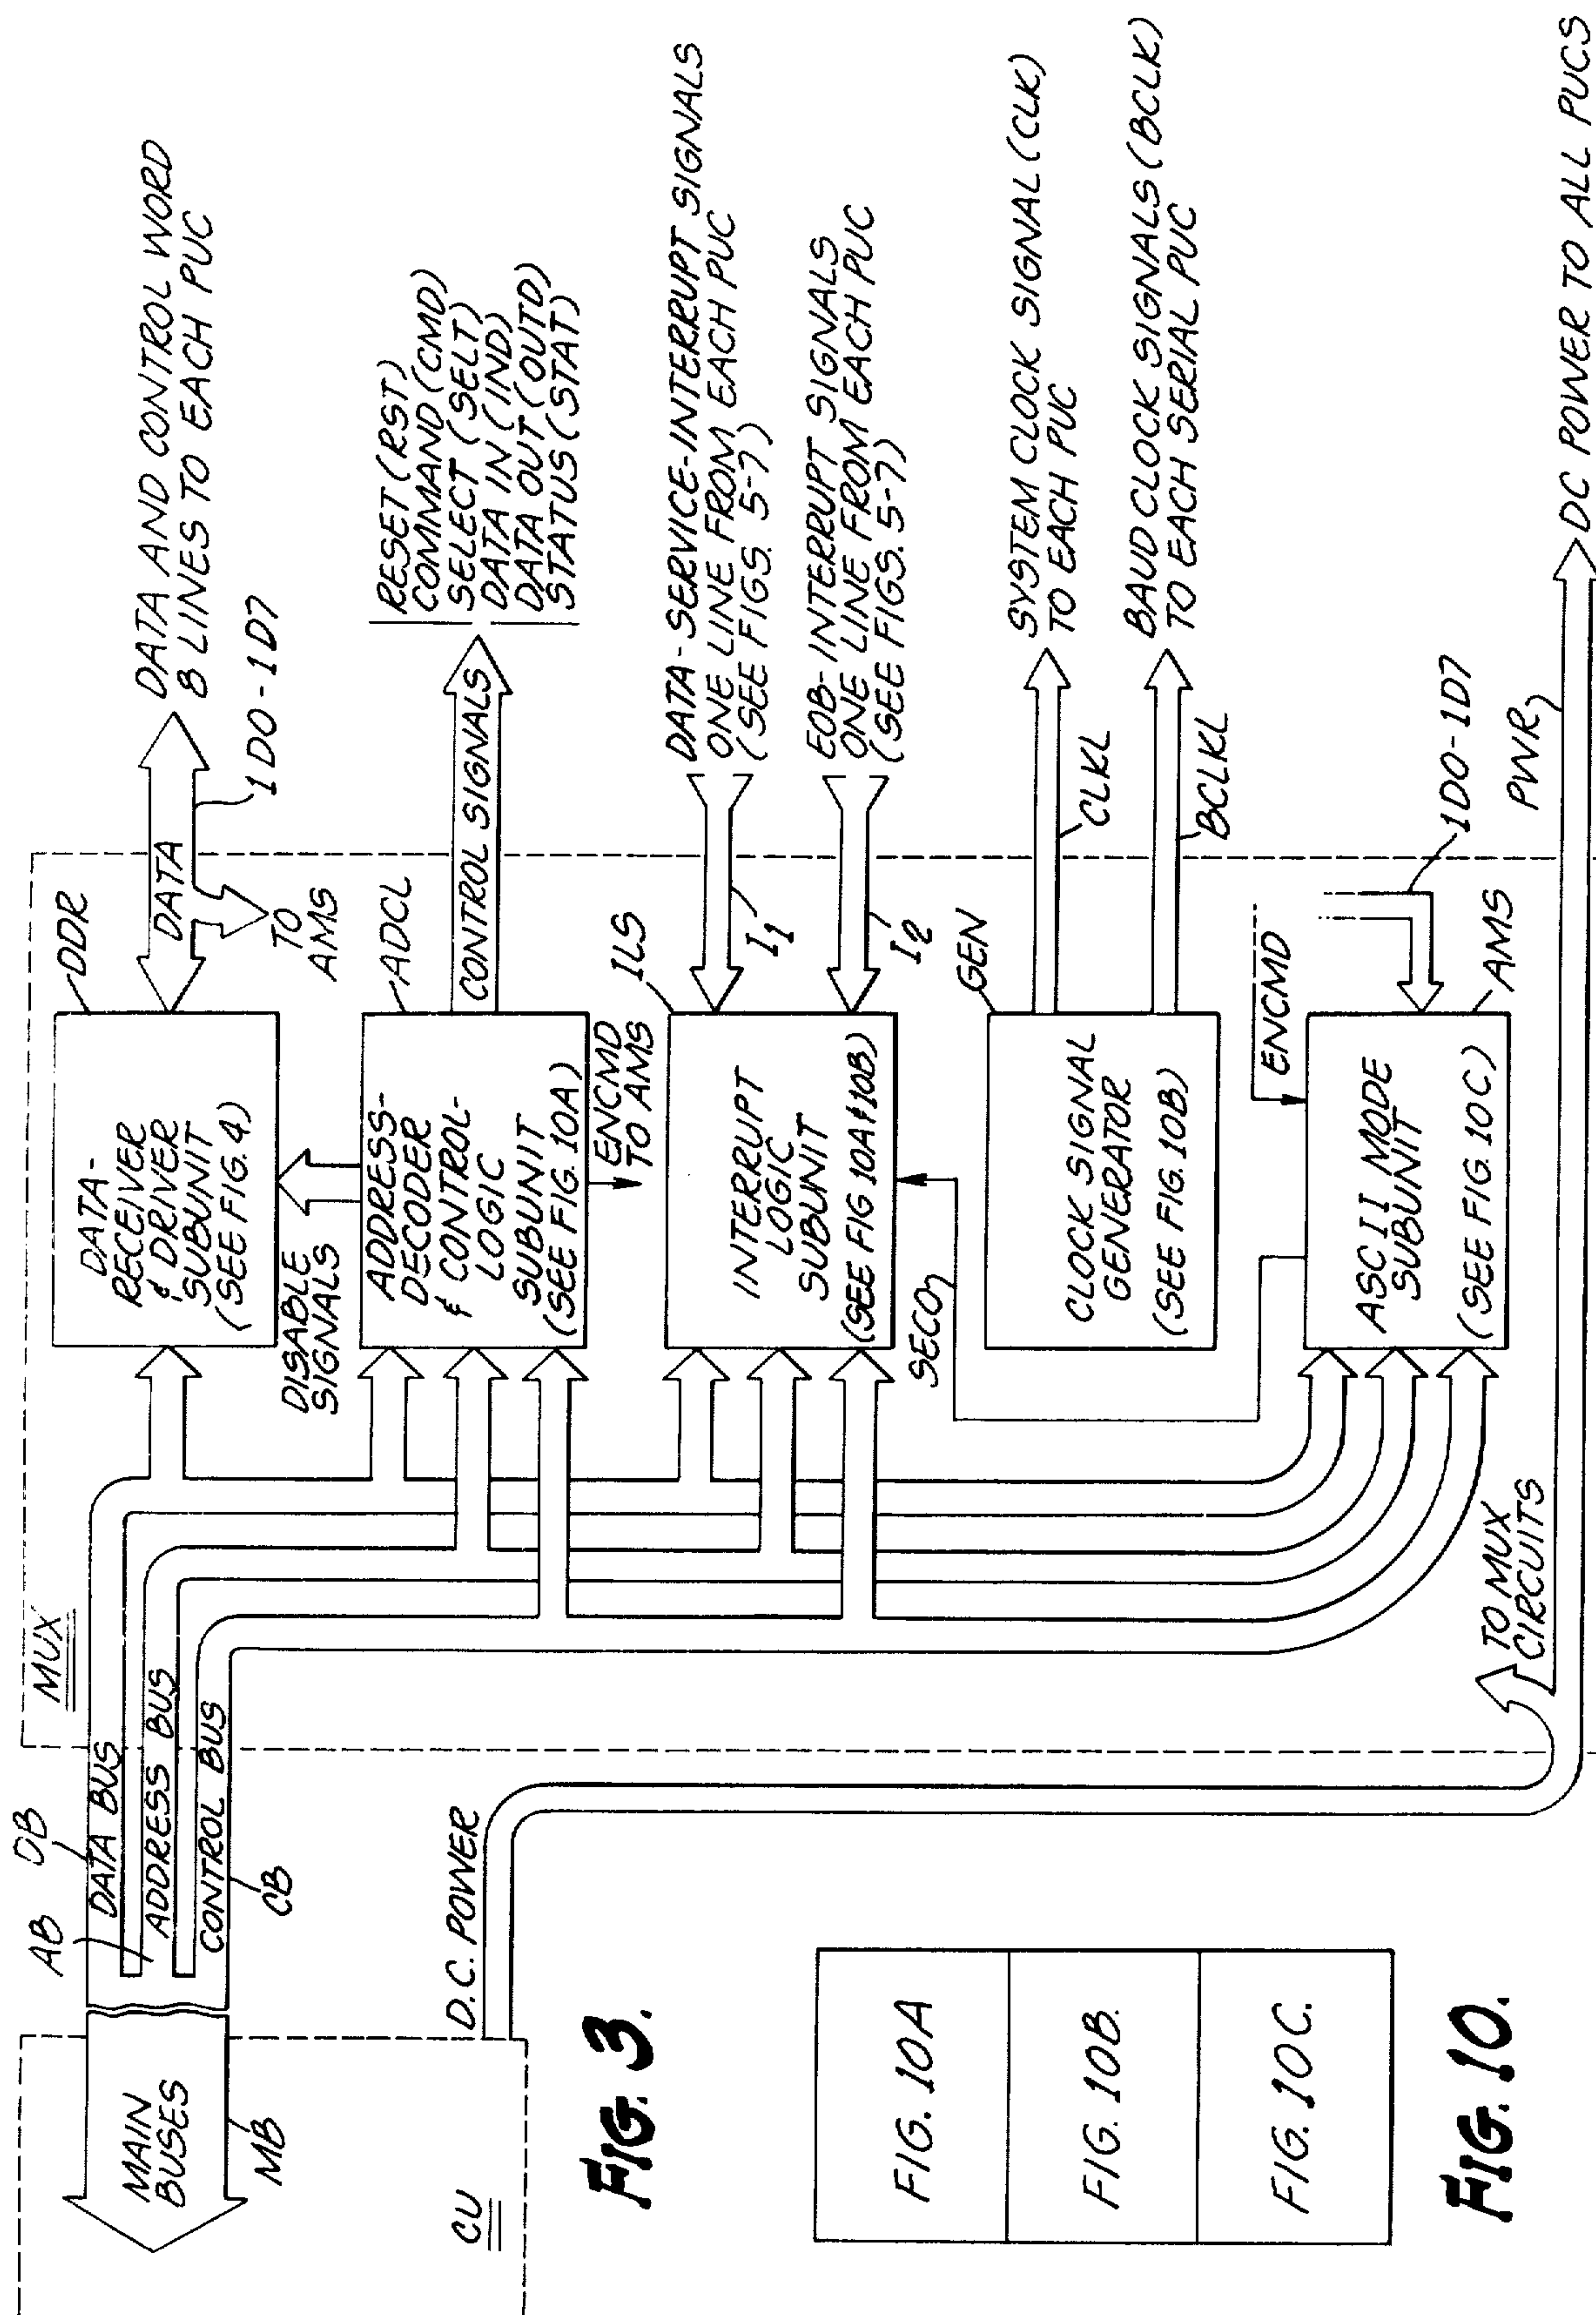 MUX
DDR
DATA-
RECEIVER
& DRIVER
SUBUNIT
(SEE FIG. 4)
DATA
TO
AMS
1D0-1D7
DATA AND CONTROL WORD
8 LINES TO EACH PUC
DISABLE
SIGNALS
ADCL
ADDRESS-
DECODER
& CONTROL-
LOGIC
SUBUNIT
(SEE FIG. 10A)
CONTROL SIGNALS
RESET (RST)
COMMAND (CMD)
SELECT (SELT)
DATA IN (IND)
DATA OUT (OUTD)
STATUS (STAT)
ENCMD
TO AMS
ILS
INTERRUPT
LOGIC
SUBUNIT
(SEE FIG 10A & 10B)
I1
DATA-SERVICE-INTERRUPT SIGNALS
ONE LINE FROM EACH PUC
(SEE FIGS. 5-7)
I2
EOB-INTERRUPT SIGNALS
ONE LINE FROM EACH PUC
(SEE FIGS. 5-7)
SECO
GEN
CLOCK SIGNAL
GENERATOR
(SEE FIG. 10B)
CLKL
SYSTEM CLOCK SIGNAL (CLK)
TO EACH PUC
BCLKL
BAUD CLOCK SIGNALS (BCLK)
TO EACH SERIAL PUC
ENCMD
1D0-1D7
AMS
ASCII MODE
SUBUNIT
(SEE FIG. 10C)
TO MUX
CIRCUITS
PWR
DC POWER TO ALL PUCS
AB
DB
DATA BUS
ADDRESS BUS
CONTROL BUS
CB
MAIN
BUSES
MB
CU
D.C. POWER
FIG. 3.
FIG. 10A
FIG. 10B.
FIG. 10C.
FIG. 10.